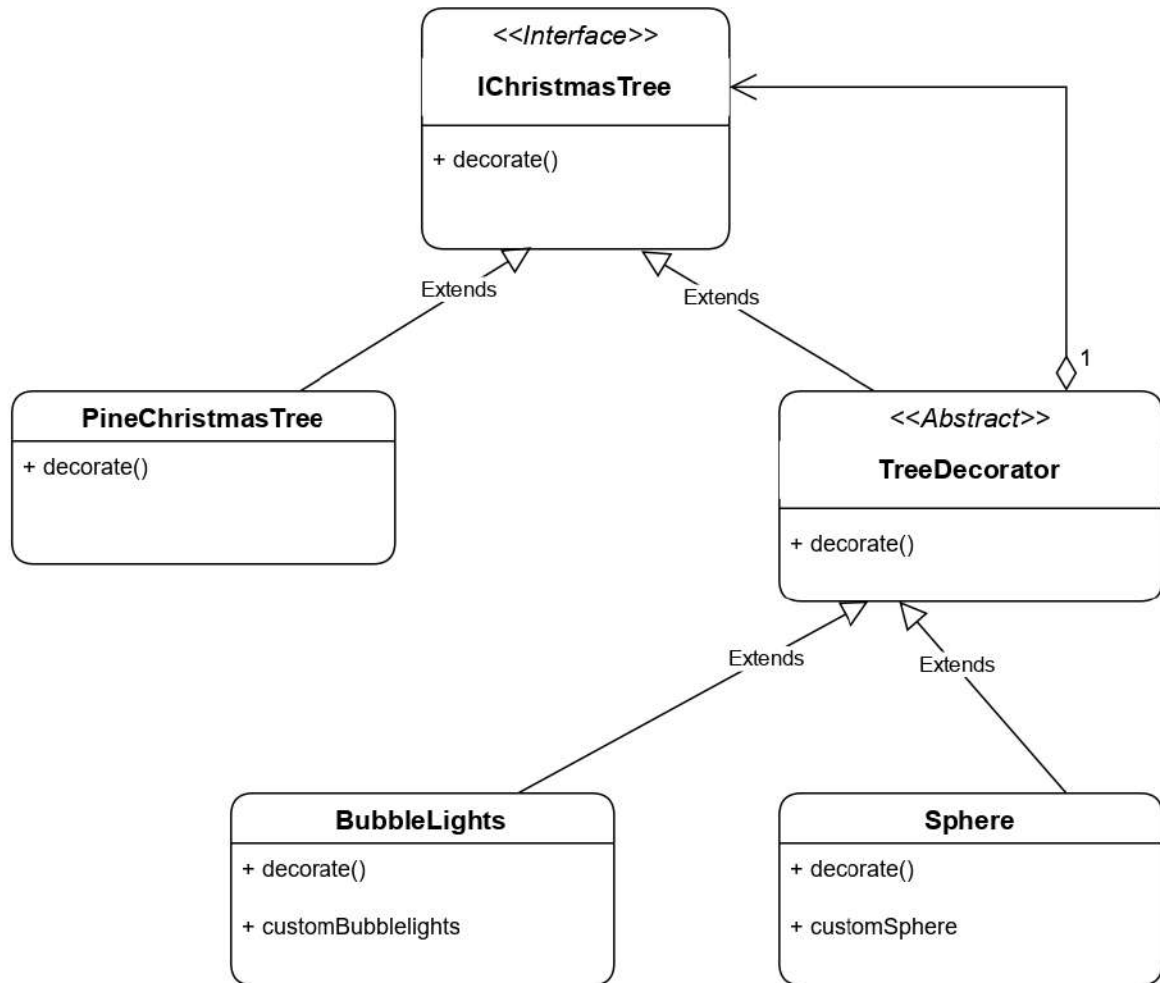 <<Interface>>
IChristmasTree
+ decorate()
Extends
Extends
1
PineChristmasTree
+ decorate()
<<Abstract>>
TreeDecorator
+ decorate()
Extends
Extends
BubbleLights
+ decorate()
+ customBubblelights
Sphere
+ decorate()
+ customSphere